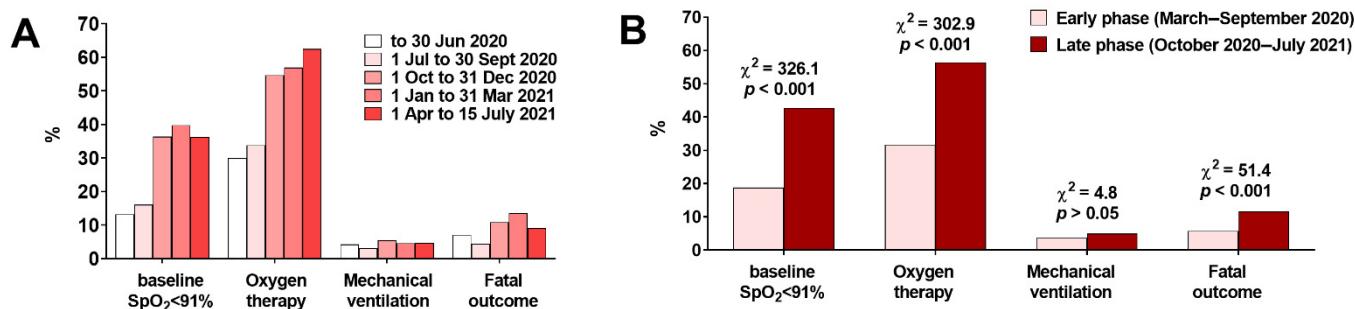 A
%
70
60
50
40
30
20
10
0
to 30 Jun 2020
1 Jul to 30 Sept 2020
1 Oct to 31 Dec 2020
1 Jan to 31 Mar 2021
1 Apr to 15 July 2021
baseline
SpO₂<91%
Oxygen
therapy
Mechanical
ventilation
Fatal
outcome
B
Early phase (March–September 2020)
Late phase (October 2020–July 2021)
%
70
60
50
40
30
20
10
0
χ² = 326.1
p < 0.001
χ² = 302.9
p < 0.001
χ² = 4.8
p > 0.05
χ² = 51.4
p < 0.001
baseline
SpO₂<91%
Oxygen
therapy
Mechanical
ventilation
Fatal
outcome